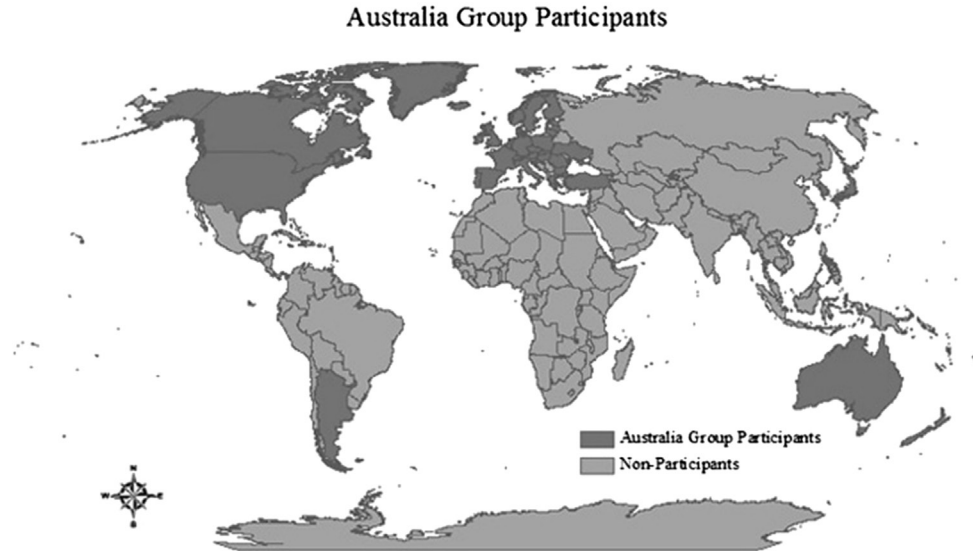 Australia Group Participants
Australia Group Participants
Non-Participants
N
W E
S